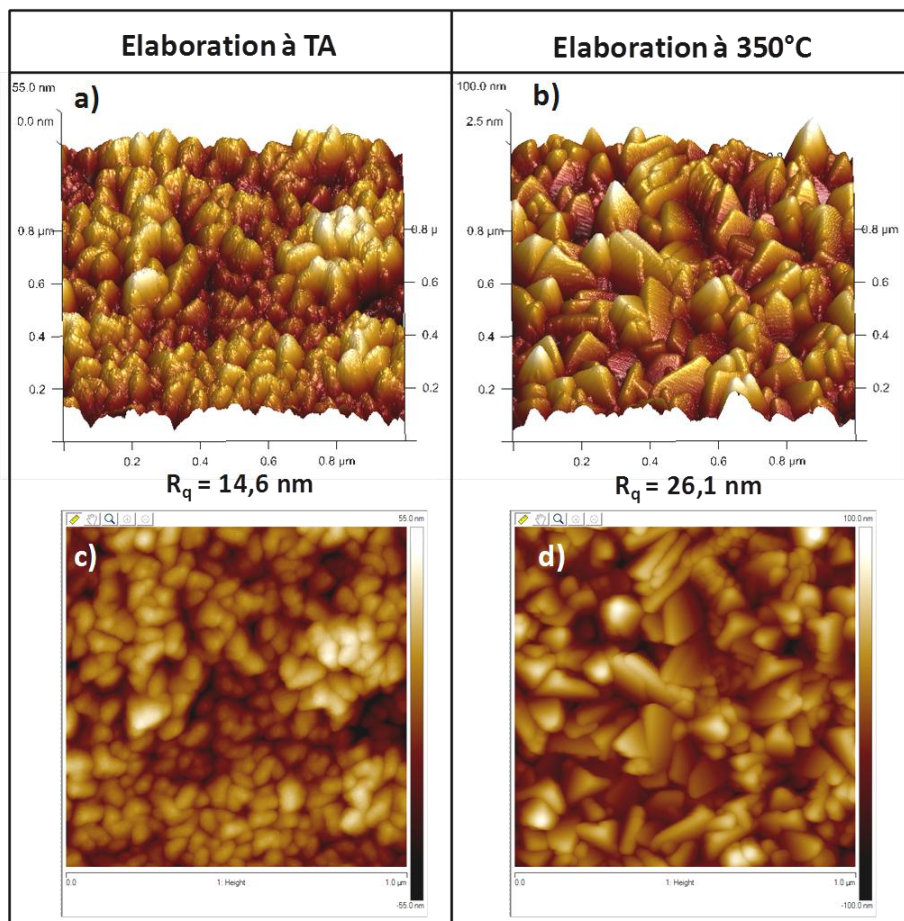 Elaboration à TA
Elaboration à 350°C
55.0 nm
a)
0.0 nm
0.8 µm
0.8 µ
0.6
0.6
0.4
0.4
0.2
0.2
0.2
0.4
0.6
0.8 µm
100.0 nm
b)
2.5 nm
0.8 µm
0.8 µm
0.6
0.6
0.4
0.4
0.2
0.2
0.2
0.4
0.6
0.8 µm
Rq = 14,6 nm
Rq = 26,1 nm
55.0 nm
c)
0.0
1: Height
1.0 µm
-55.0 nm
100.0 nm
d)
0.0
1: Height
1.0 µm
-100.0 nm